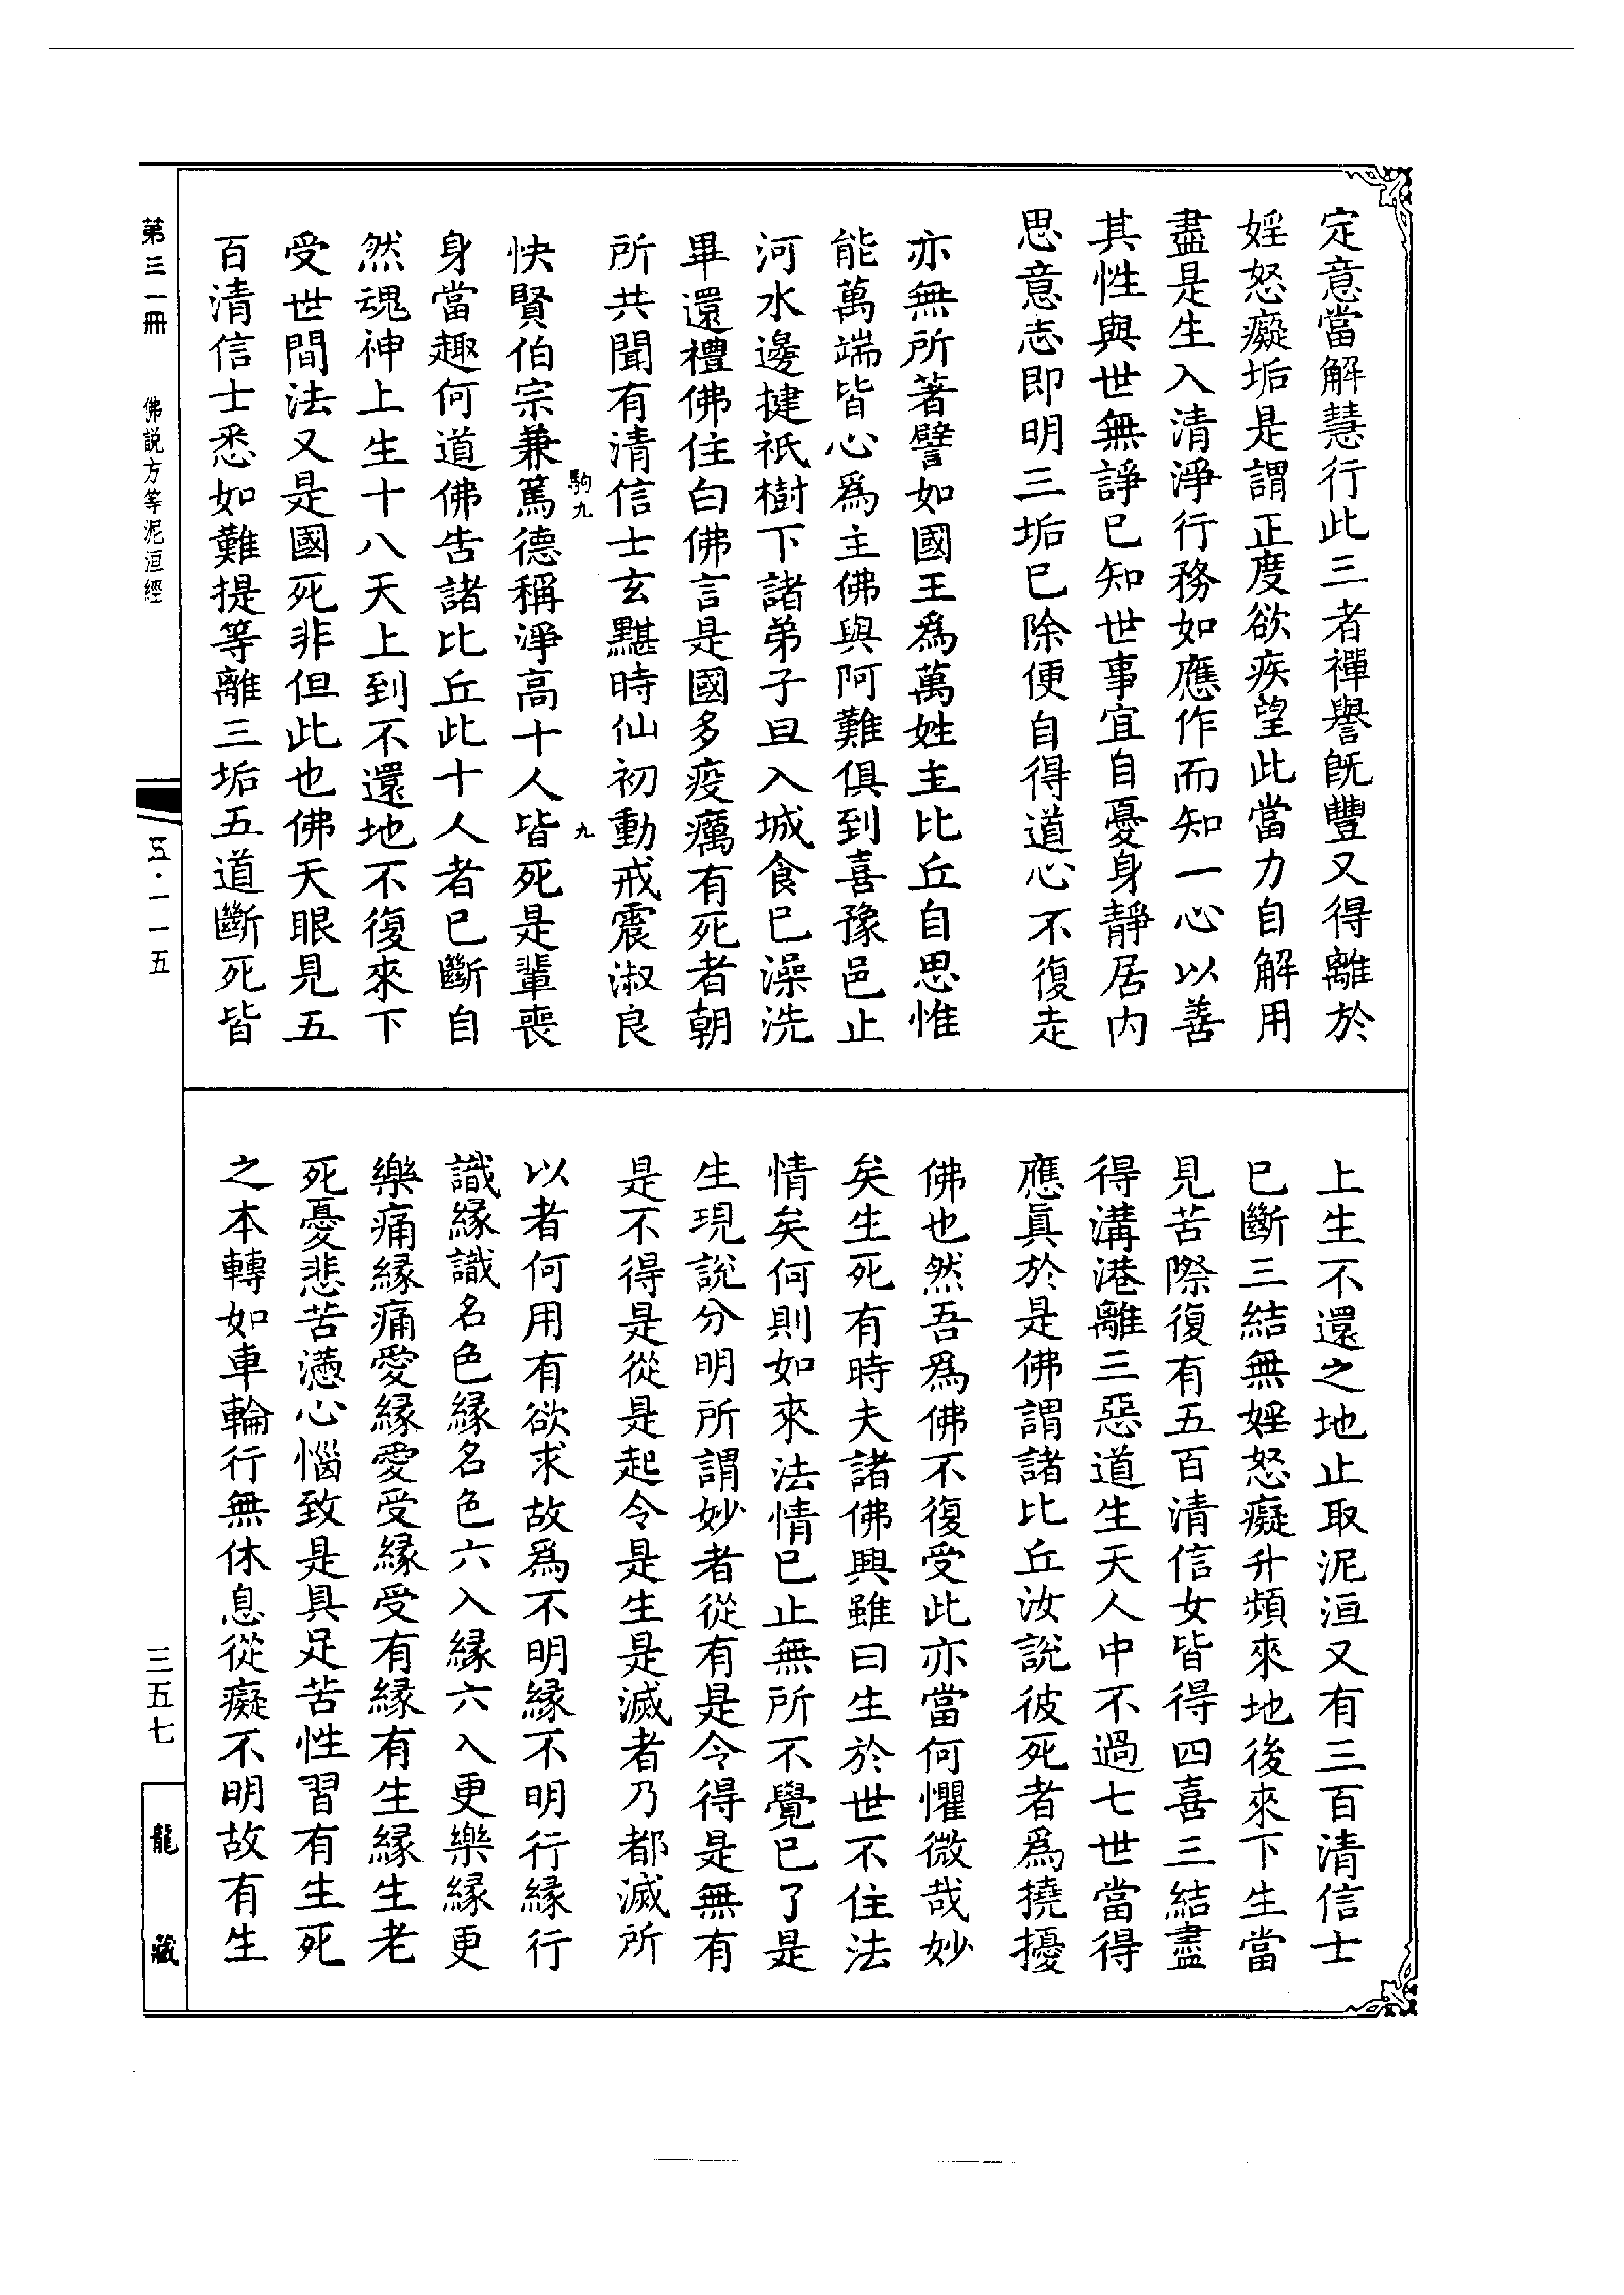 定意當解慧行此三者禪譽旣豐又得離於
婬怒癡垢是謂正度欲疾望此當力自解用
盡是生入清淨行務如應作而知一心以善
其性與世無諍已知世事宜自憂身靜居內
思意志即明三垢已除便自得道心不復走
亦無所著譬如國王爲萬姓主比丘自思惟
能萬端皆心爲主佛與阿難俱到喜豫邑止
河水邊揵祇樹下諸弟子旦入城食已澡洗
畢還禮佛住白佛言是國多疫癘有死者朝
所共聞有清信士玄黮時仙初動戒震淑良
駒九
九
快賢伯宗兼篤德稱淨高十人皆死是輩喪
身當趣何道佛告諸比丘此十人者已斷自
然魂神上生十八天上到不還地不復來下
受世間法又是國死非但此也佛天眼見五
百清信士悉如難提等離三垢五道斷死皆
上生不還之地止取泥洹又有三百清信士
已斷三結無婬怒癡升頻來地後來下生當
見苦際復有五百清信女皆得四喜三結盡
得溝港離三惡道生天人中不過七世當得
應眞於是佛謂諸比丘汝說彼死者爲撓擾
佛也然吾爲佛不復受此亦當何懼微哉妙
矣生死有時夫諸佛興雖曰生於世不住法
情矣何則如來法情已止無所不覺已了是
生現說分明所謂妙者從有是令得是無有
是不得是從是起令是生是滅者乃都滅所
以者何用有欲求故爲不明緣不明行緣行
識緣識名色緣名色六入緣六入更樂緣更
樂痛緣痛愛緣愛受緣受有緣有生緣生老
死憂悲苦懣心惱致是具足苦性習有生死
之本轉如車輪行無休息從癡不明故有生
第三一冊
佛說方等泥洹經
五·一一五
三五七
龍藏